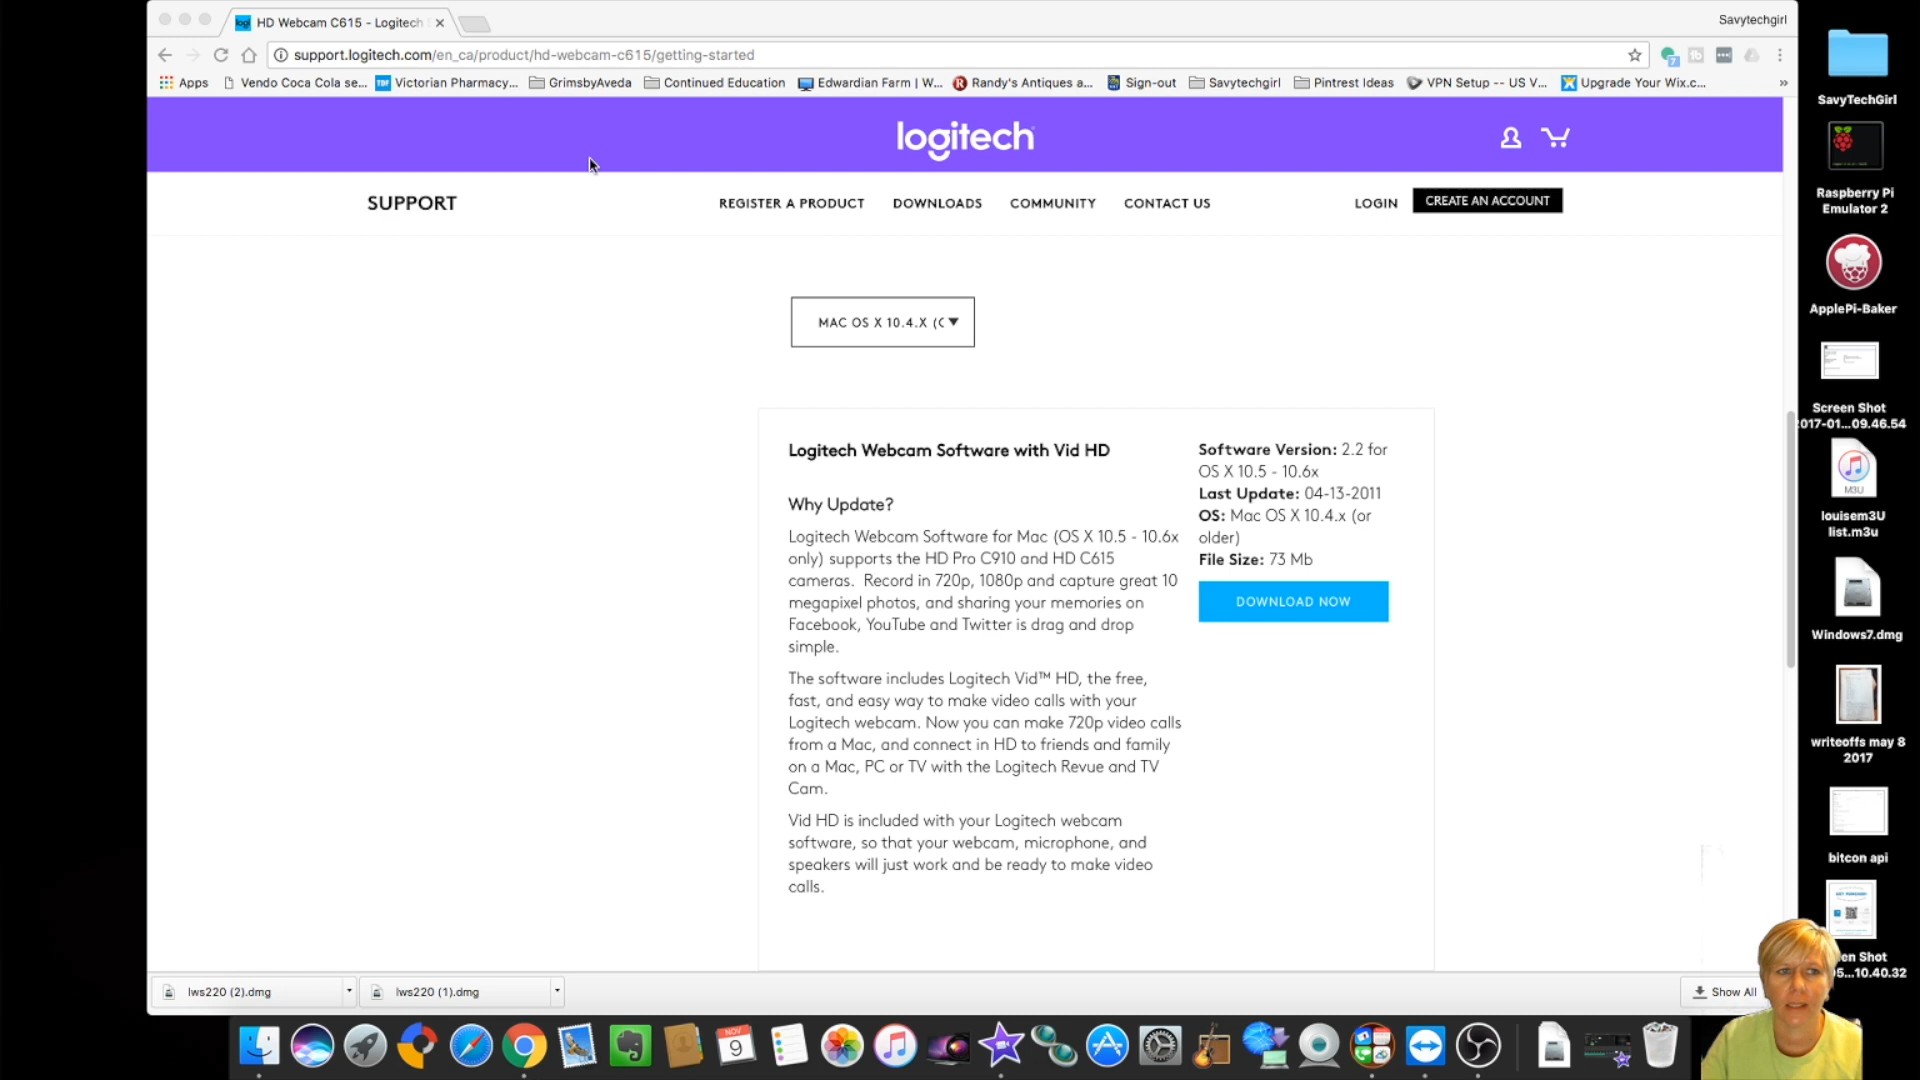 HD Webcam C615 - Logitech
Savytechgirl
support.logitech.com/en_ca/product/hd-webcam-c615/getting-started
Apps
Vendo Coca Cola se...
TDF
Victorian Pharmacy...
GrimsbyAveda
Continued Education
Edwardian Farm | W...
Randy's Antiques a...
Sign-out
Savytechgirl
Pintrest Ideas
VPN Setup -- US V...
Upgrade Your Wix.c...
»
logitech
SUPPORT
REGISTER A PRODUCT
DOWNLOADS
COMMUNITY
CONTACT US
LOGIN
CREATE AN ACCOUNT
MAC OS X 10.4.X (
Logitech Webcam Software with Vid HD
Why Update?
Logitech Webcam Software for Mac (OS X 10.5 - 10.6x
only) supports the HD Pro C910 and HD C615
cameras. Record in 720p, 1080p and capture great 10
megapixel photos, and sharing your memories on
Facebook, YouTube and Twitter is drag and drop
simple.
The software includes Logitech Vid™ HD, the free,
fast, and easy way to make video calls with your
Logitech webcam. Now you can make 720p video calls
from a Mac, and connect in HD to friends and family
on a Mac, PC or TV with the Logitech Revue and TV
Cam.
Vid HD is included with your Logitech webcam
software, so that your webcam, microphone, and
speakers will just work and be ready to make video
calls.
Software Version: 2.2 for
OS X 10.5 - 10.6x
Last Update: 04-13-2011
OS: Mac OS X 10.4.x (or
older)
File Size: 73 Mb
DOWNLOAD NOW
lws220 (2).dmg
lws220 (1).dmg
Show All
SavyTechGirl
Raspberry Pi
Emulator 2
ApplePi-Baker
Screen Shot
017-01...09.46.54
M3U
louisem3U
list.m3u
Windows7.dmg
writeoffs may 8
2017
bitcon api
en Shot
5...10.40.32
NOV
9